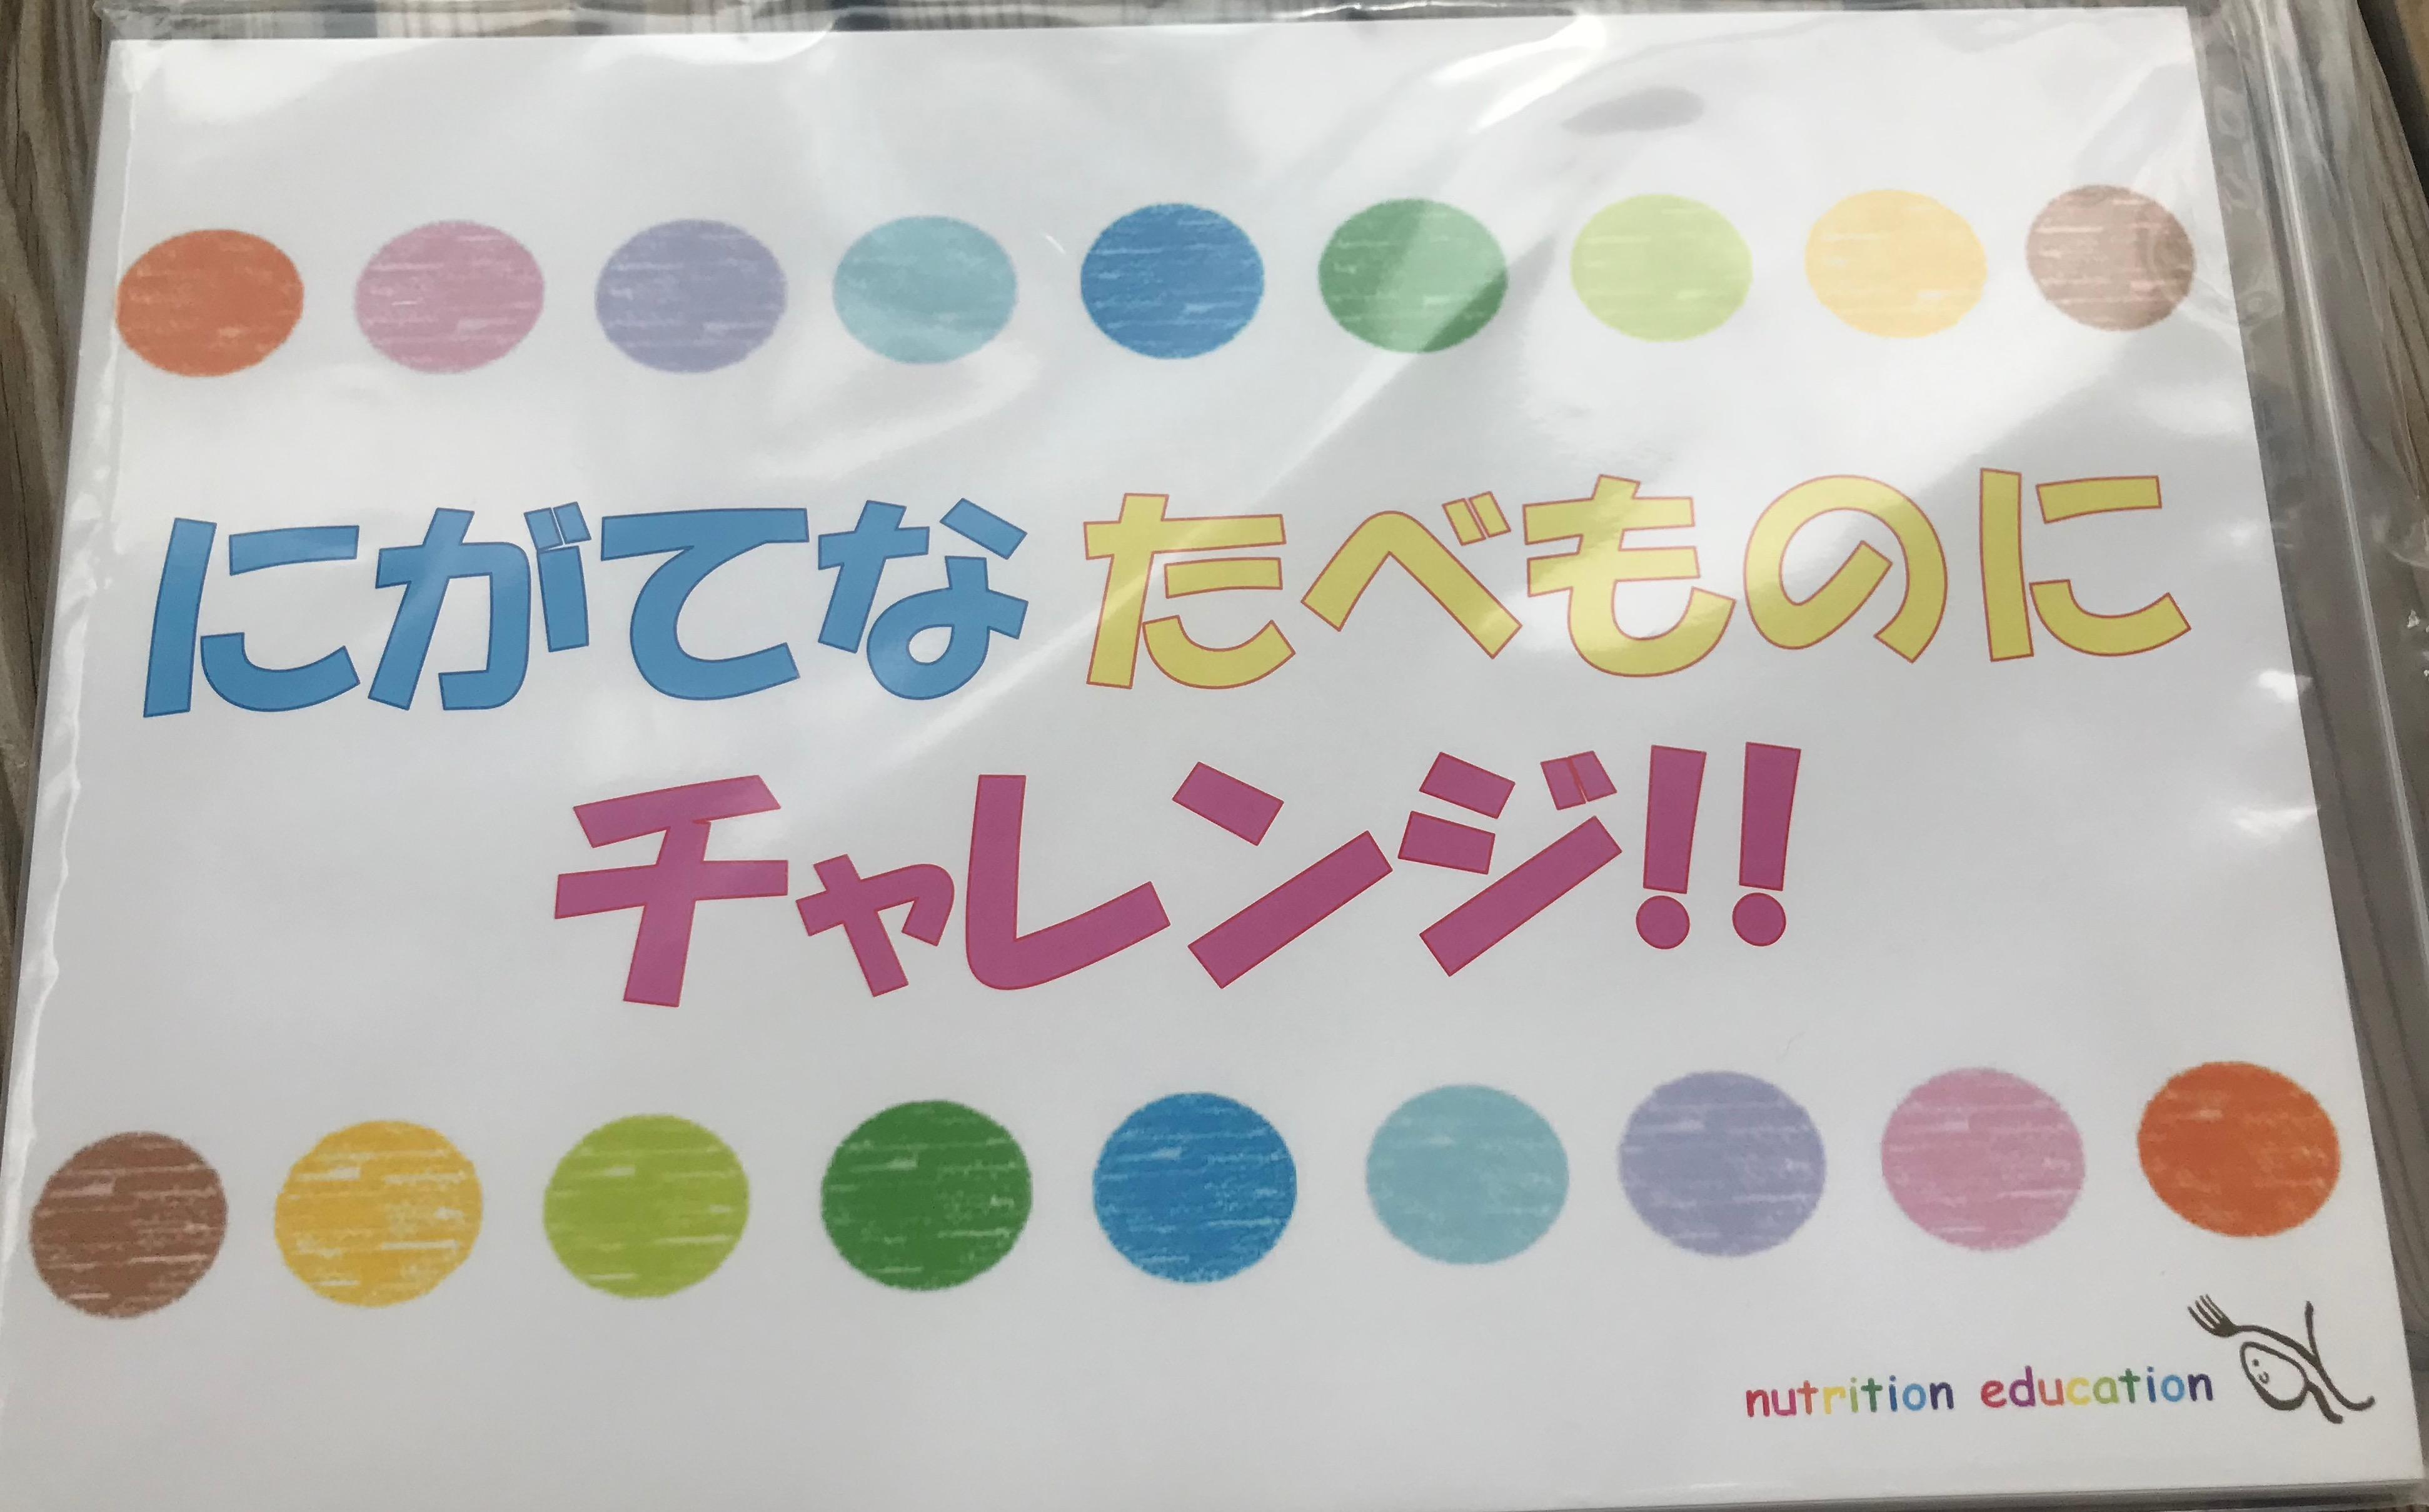 にがてな たべものに
チャレンジ!!
nutrition education